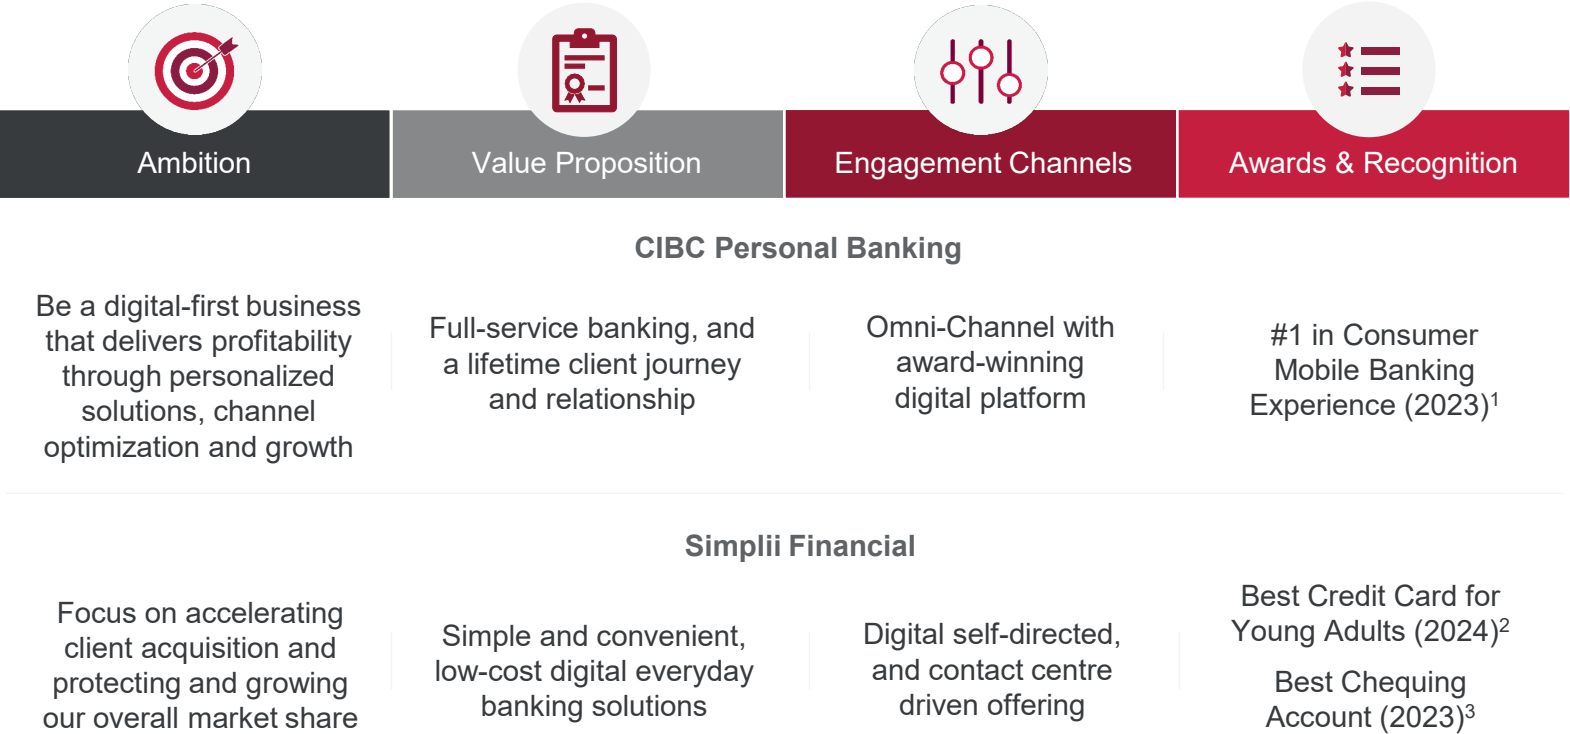 Ambition
Value Proposition
Engagement Channels
Awards & Recognition
CIBC Personal Banking
Be a digital-first business
that delivers profitability
through personalized
solutions, channel
optimization and growth
Full-service banking, and
a lifetime client journey
and relationship
Omni-Channel with
award-winning
digital platform
#1 in Consumer
Mobile Banking
Experience (2023)¹
Simplii Financial
Focus on accelerating
client acquisition and
protecting and growing
our overall market share
Simple and convenient,
low-cost digital everyday
banking solutions
Digital self-directed,
and contact centre
driven offering
Best Credit Card for
Young Adults (2024)²
Best Chequing
Account (2023)³